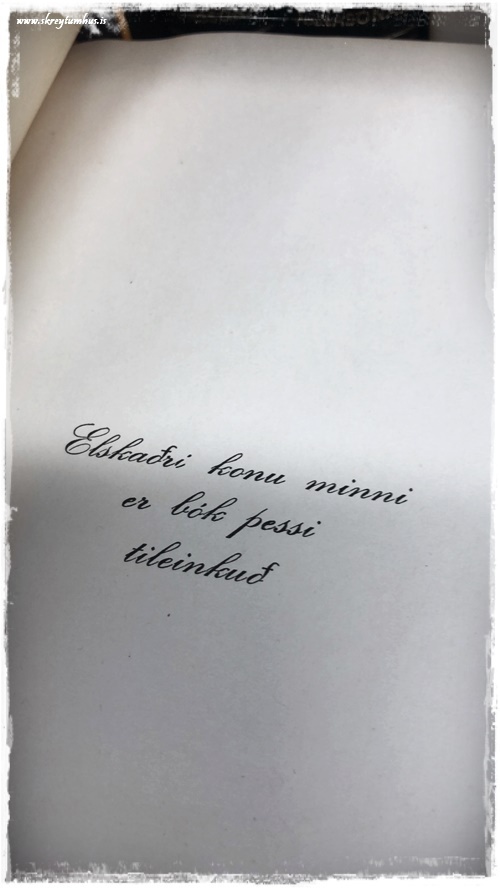 www.skreytumhus.is
Elskaðri konu minni
er bók þessi
tileinkuð